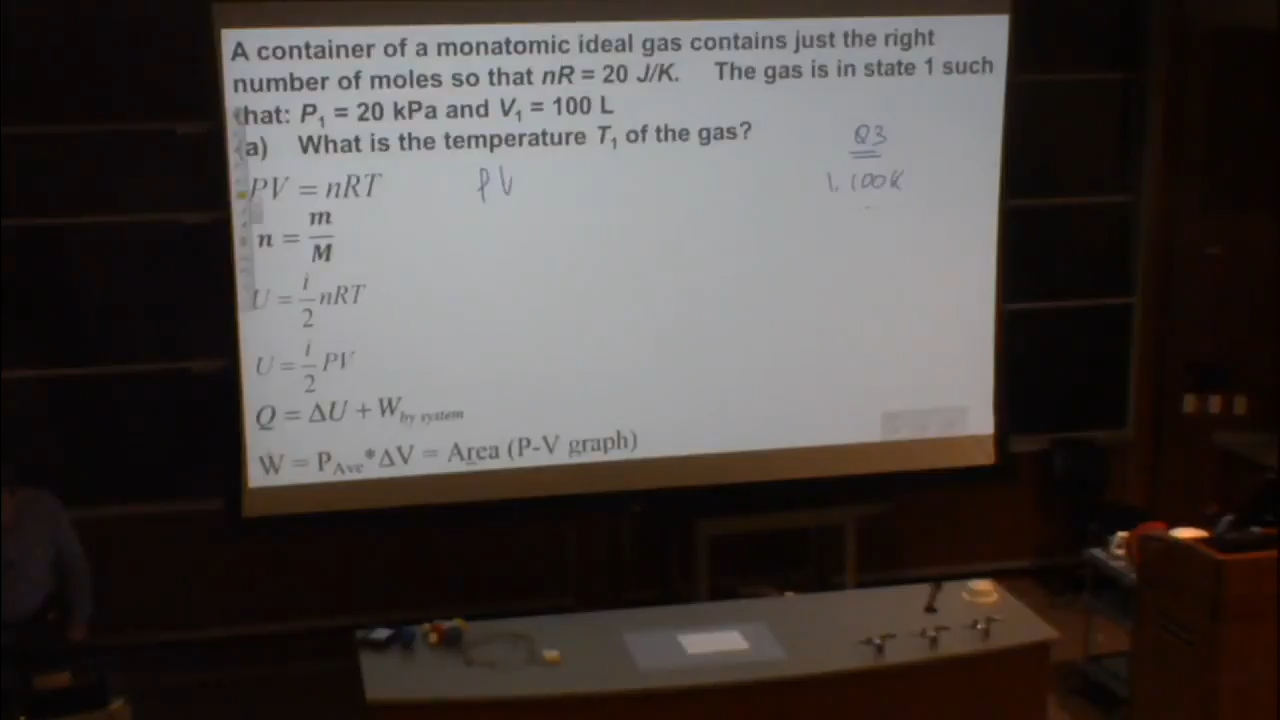 A container of a monatomic ideal gas contains just the right
number of moles so that nR = 20 J/K. The gas is in state 1 such
that: P₁ = 20 kPa and V₁ = 100 L
a) What is the temperature T₁ of the gas?
Q3
PV = nRT PV 1. 100K
n = m/M
U = i/2 nRT
U = i/2 PV
Q = ΔU + W by system
W = P Ave * ΔV = Area (P-V graph)